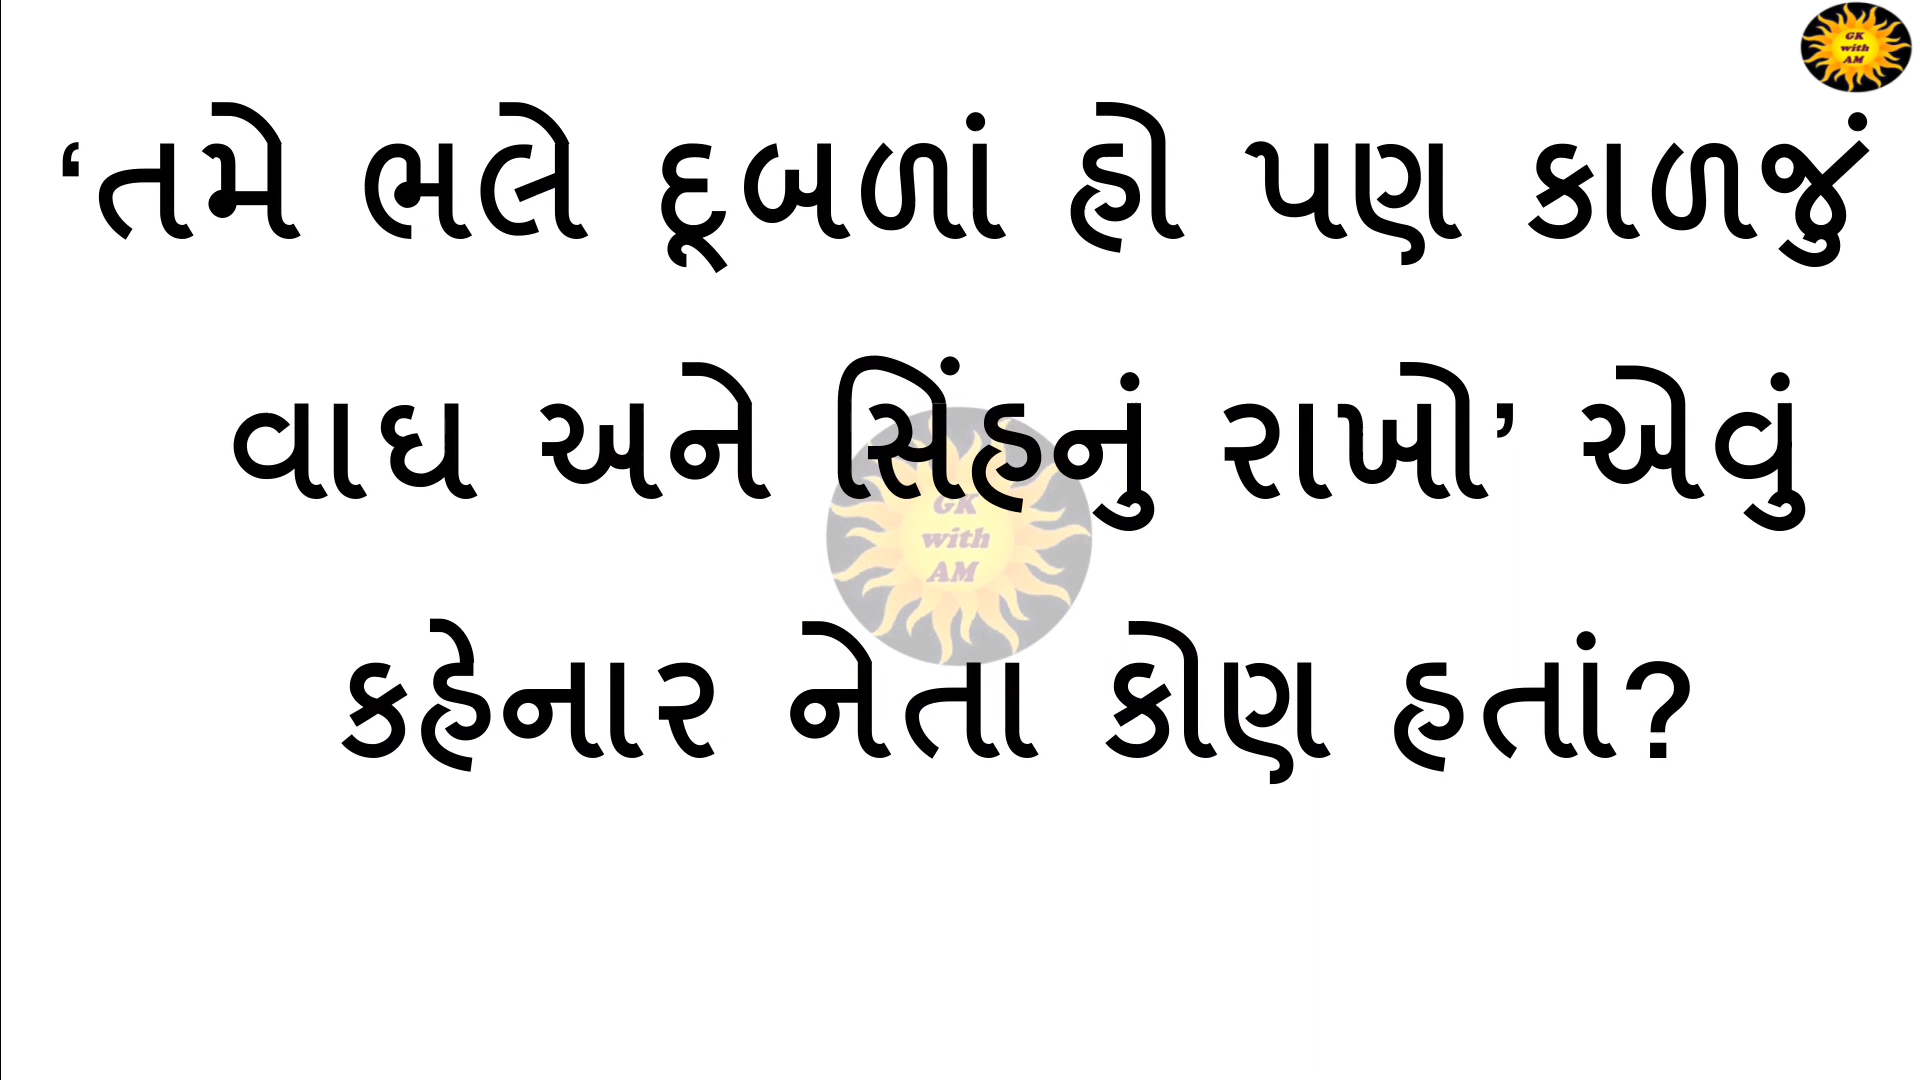 GK
with
AM
‘તમે ભલે દૂબળાં હો પણ કાળજું
વાઘ અને સિંહનું રાખો’ એવું
GK
with
AM
કહેનાર નેતા કોણ હતાં?